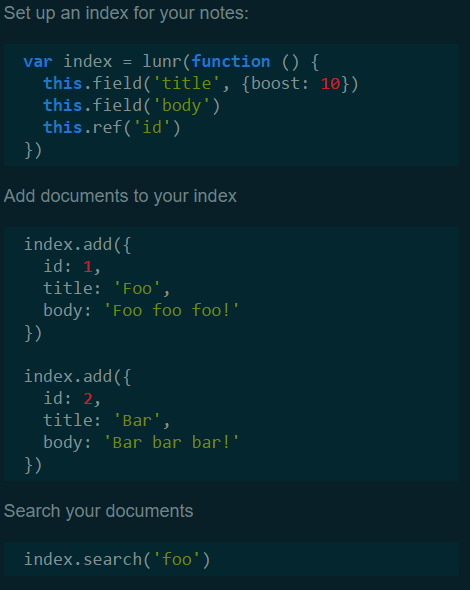 Set up an index for your notes:
var index = lunr(function () {
  this.field('title', {boost: 10})
  this.field('body')
  this.ref('id')
})
Add documents to your index
index.add({
  id: 1,
  title: 'Foo',
  body: 'Foo foo foo!'
})
index.add({
  id: 2,
  title: 'Bar',
  body: 'Bar bar bar!'
})
Search your documents
index.search('foo')